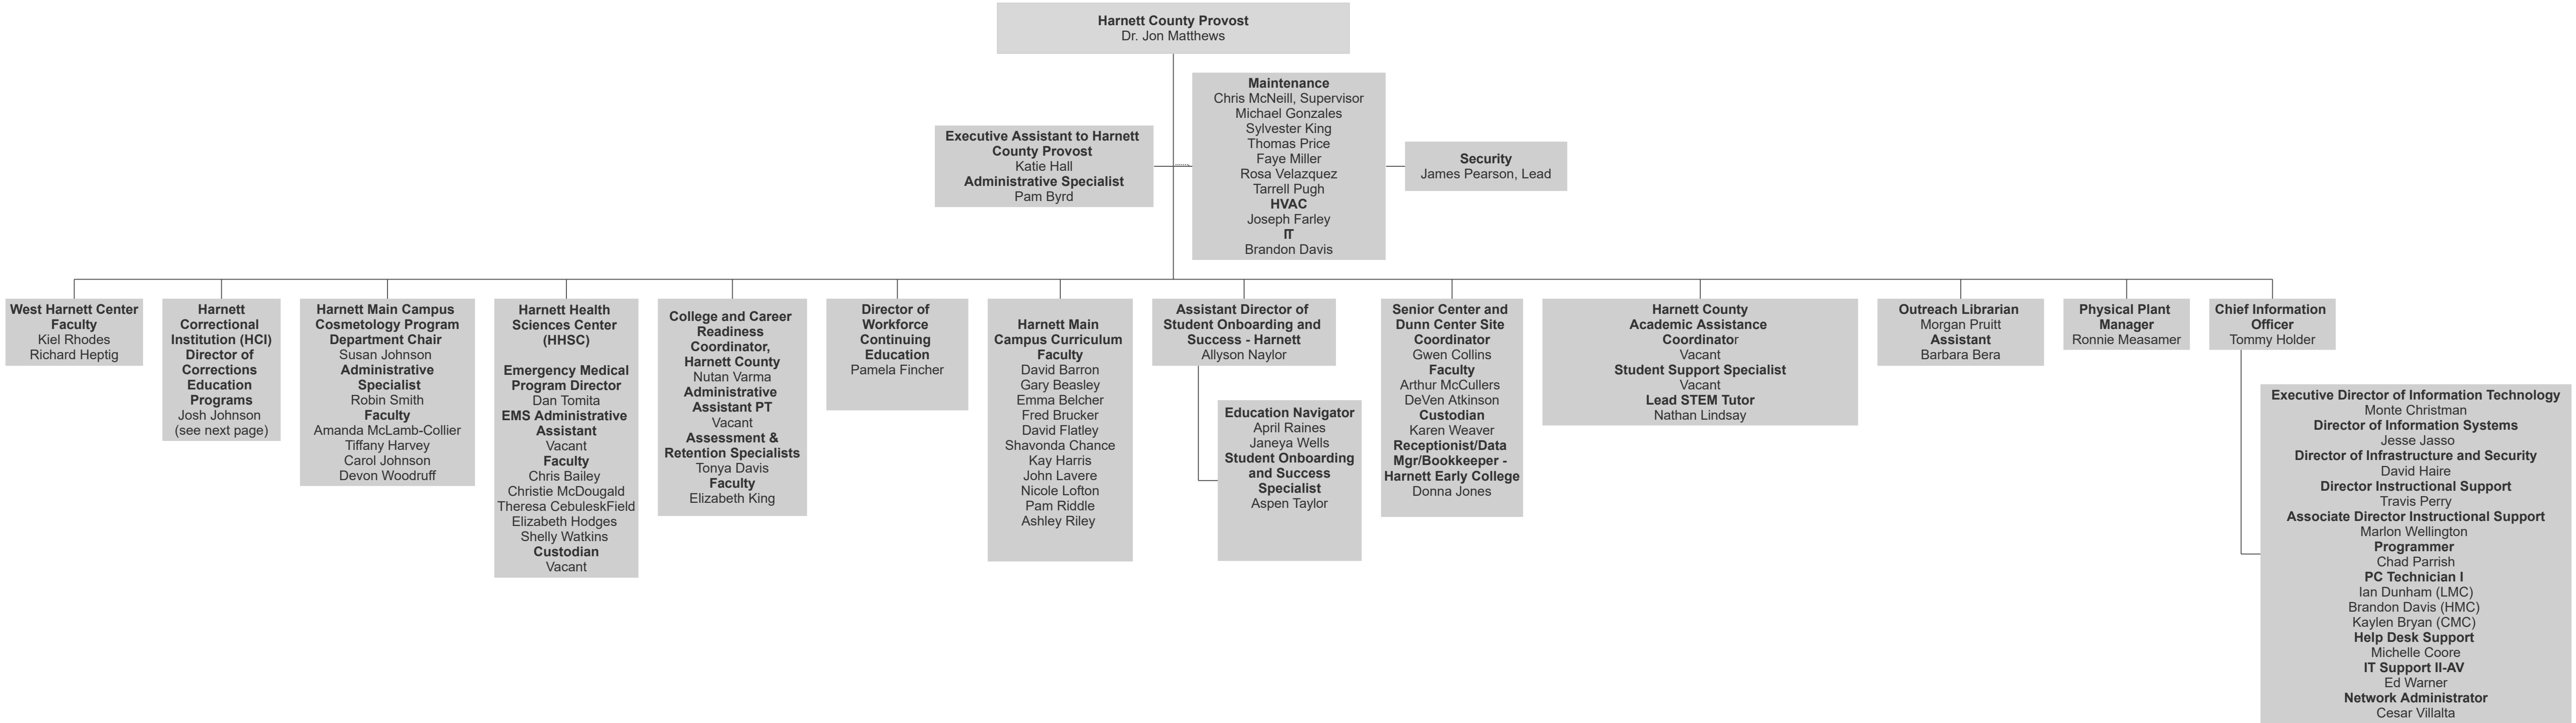 Harnett County Provost
Dr. Jon Matthews
Maintenance
Chris McNeill, Supervisor
Michael Gonzales
Sylvester King
Thomas Price
Faye Miller
Rosa Velazquez
Tarrell Pugh
HVAC
Joseph Farley
IT
Brandon Davis
Executive Assistant to Harnett
County Provost
Katie Hall
Administrative Specialist
Pam Byrd
Security
James Pearson, Lead
West Harnett Center
Faculty
Kiel Rhodes
Richard Heptig
Harnett
Correctional
Institution (HCI)
Director of
Corrections
Education
Programs
Josh Johnson
(see next page)
Harnett Main Campus
Cosmetology Program
Department Chair
Susan Johnson
Administrative
Specialist
Robin Smith
Faculty
Amanda McLamb-Collier
Tiffany Harvey
Carol Johnson
Devon Woodruff
Harnett Health
Sciences Center
(HHSC)
Emergency Medical
Program Director
Dan Tomita
EMS Administrative
Assistant
Vacant
Faculty
Chris Bailey
Christie McDougald
Theresa CebuleskField
Elizabeth Hodges
Shelly Watkins
Custodian
Vacant
College and Career
Readiness
Coordinator,
Harnett County
Nutan Varma
Administrative
Assistant PT
Vacant
Assessment &
Retention Specialists
Tonya Davis
Faculty
Elizabeth King
Director of
Workforce
Continuing
Education
Pamela Fincher
Harnett Main
Campus Curriculum
Faculty
David Barron
Gary Beasley
Emma Belcher
Fred Brucker
David Flatley
Shavonda Chance
Kay Harris
John Lavere
Nicole Lofton
Pam Riddle
Ashley Riley
Assistant Director of
Student Onboarding and
Success - Harnett
Allyson Naylor
Education Navigator
April Raines
Janeya Wells
Student Onboarding
and Success
Specialist
Aspen Taylor
Senior Center and
Dunn Center Site
Coordinator
Gwen Collins
Faculty
Arthur McCullers
DeVen Atkinson
Custodian
Karen Weaver
Receptionist/Data
Mgr/Bookkeeper -
Harnett Early College
Donna Jones
Harnett County
Academic Assistance
Coordinator
Vacant
Student Support Specialist
Vacant
Lead STEM Tutor
Nathan Lindsay
Outreach Librarian
Morgan Pruitt
Assistant
Barbara Bera
Physical Plant
Manager
Ronnie Measamer
Chief Information
Officer
Tommy Holder
Executive Director of Information Technology
Monte Christman
Director of Information Systems
Jesse Jasso
Director of Infrastructure and Security
David Haire
Director Instructional Support
Travis Perry
Associate Director Instructional Support
Marlon Wellington
Programmer
Chad Parrish
PC Technician I
Ian Dunham (LMC)
Brandon Davis (HMC)
Kaylen Bryan (CMC)
Help Desk Support
Michelle Coore
IT Support II-AV
Ed Warner
Network Administrator
Cesar Villalta